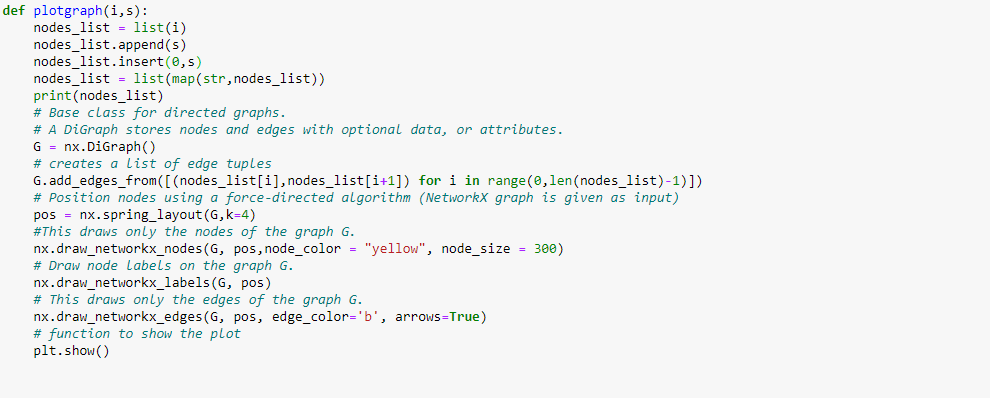 def plotgraph(i,s):
    nodes_list = list(i)
    nodes_list.append(s)
    nodes_list.insert(0,s)
    nodes_list = list(map(str,nodes_list))
    print(nodes_list)
    # Base class for directed graphs.
    # A DiGraph stores nodes and edges with optional data, or attributes.
    G = nx.DiGraph()
    # creates a list of edge tuples
    G.add_edges_from([(nodes_list[i],nodes_list[i+1]) for i in range(0,len(nodes_list)-1)])
    # Position nodes using a force-directed algorithm (NetworkX graph is given as input)
    pos = nx.spring_layout(G,k=4)
    #This draws only the nodes of the graph G.
    nx.draw_networkx_nodes(G, pos,node_color = "yellow", node_size = 300)
    # Draw node labels on the graph G.
    nx.draw_networkx_labels(G, pos)
    # This draws only the edges of the graph G.
    nx.draw_networkx_edges(G, pos, edge_color='b', arrows=True)
    # function to show the plot
    plt.show()